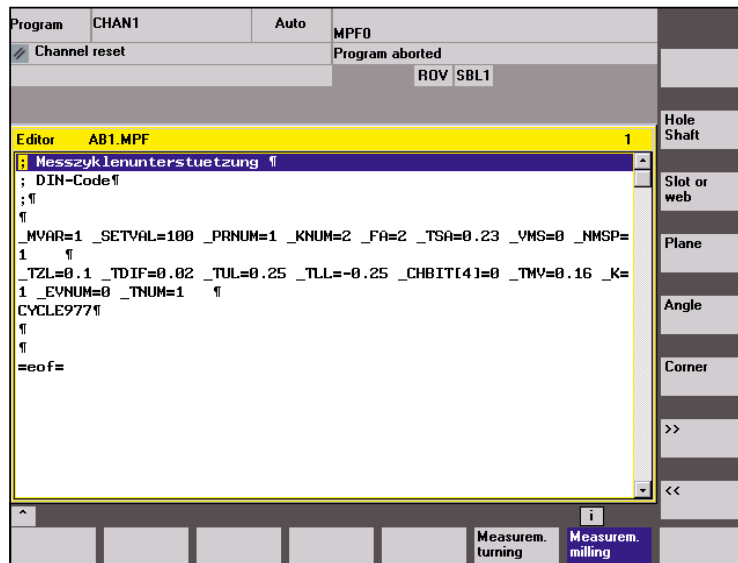 Program CHAN1 Auto MPF0
Channel reset Program aborted
ROV SBL1
Editor AB1.MPF 1
; Messzyklenunterstuetzung ¶
; DIN-Code¶
;¶
¶
_MVAR=1 _SETVAL=100 _PRNUM=1 _KNUM=2 _FA=2 _TSA=0.23 _VMS=0 _NMSP=
1 ¶
_TZL=0.1 _TDIF=0.02 _TUL=0.25 _TLL=-0.25 _CHBIT[4]=0 _TMV=0.16 _K=
1 _EVNUM=0 _TNUM=1 ¶
CYCLE977¶
¶
¶
=eof=
Hole
Shaft
Slot or
web
Plane
Angle
Corner
>>
<<
^ i
Measurem.
turning
Measurem.
milling